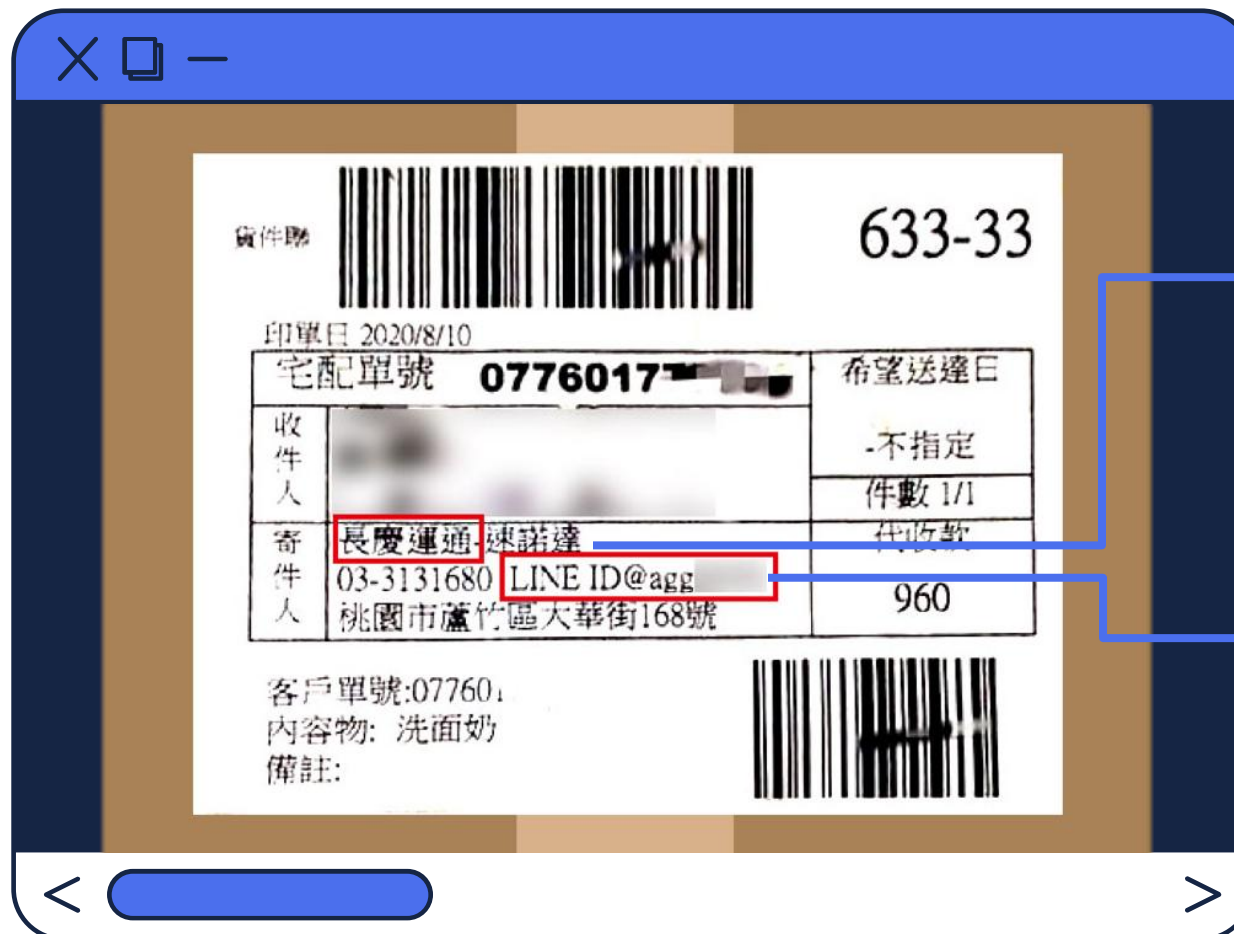 633-33
貨件聯
印單日 2020/8/10
宅配單號 0776017
希望送達日
-不指定
收件人
件數 1/1
寄件人
長慶運通-速諾達
03-3131680 LINE ID@agg
桃園市蘆竹區大華街168號
代收款
960
客戶單號:07760
內容物: 洗面奶
備註: